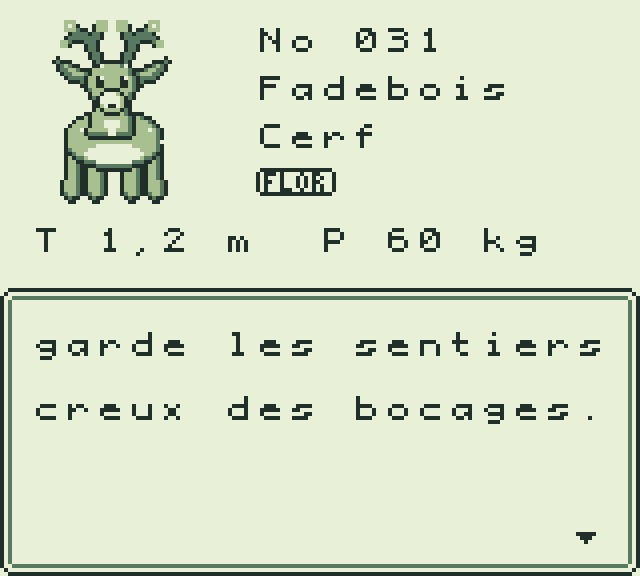 No 031
Fadebois
Cerf
FLOR
T 1,2 m P 60 kg
garde les sentiers
creux des bocages.